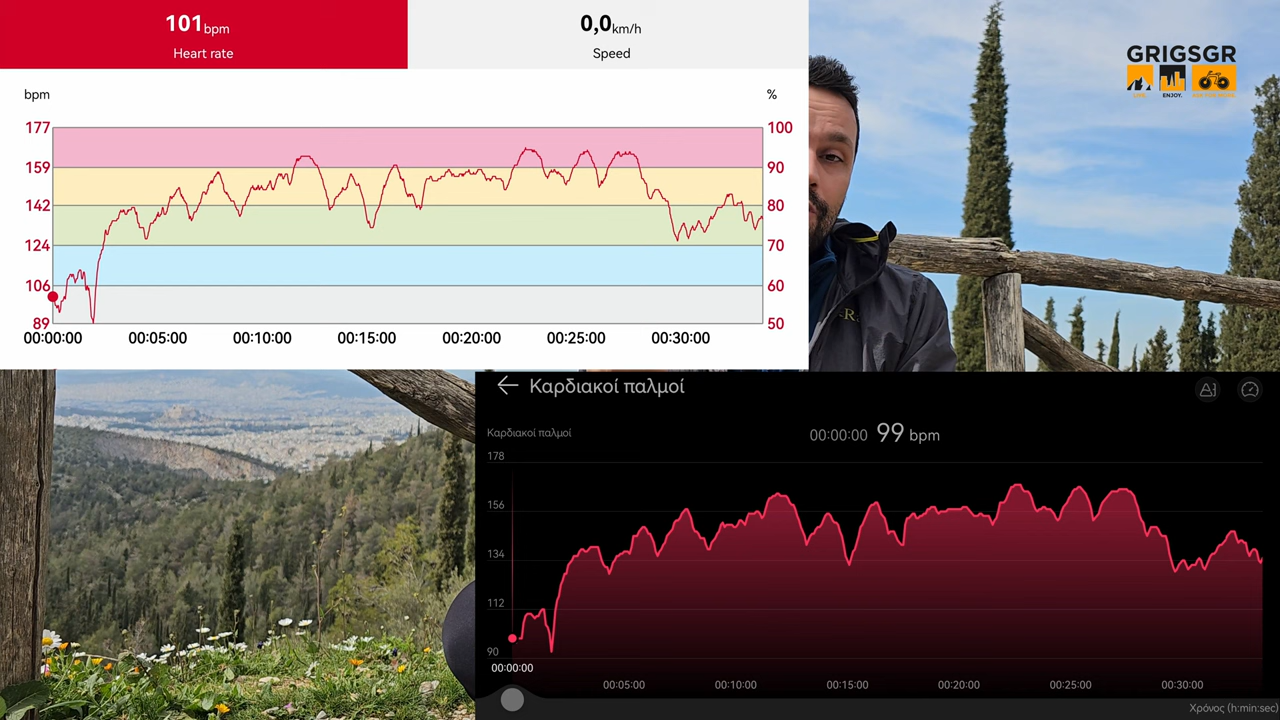 101bpm
Heart rate
0,0km/h
Speed
bpm
%
177
100
159
90
142
80
124
70
106
60
89
50
00:00:00
00:05:00
00:10:00
00:15:00
00:20:00
00:25:00
00:30:00
GRIGSGR
ENJOY.
Καρδιακοί παλμοί
Καρδιακοί παλμοί
00:00:00 99 bpm
178
156
134
112
90
00:00:00
00:05:00
00:10:00
00:15:00
00:20:00
00:25:00
00:30:00
Χρόνος (h:min:sec)